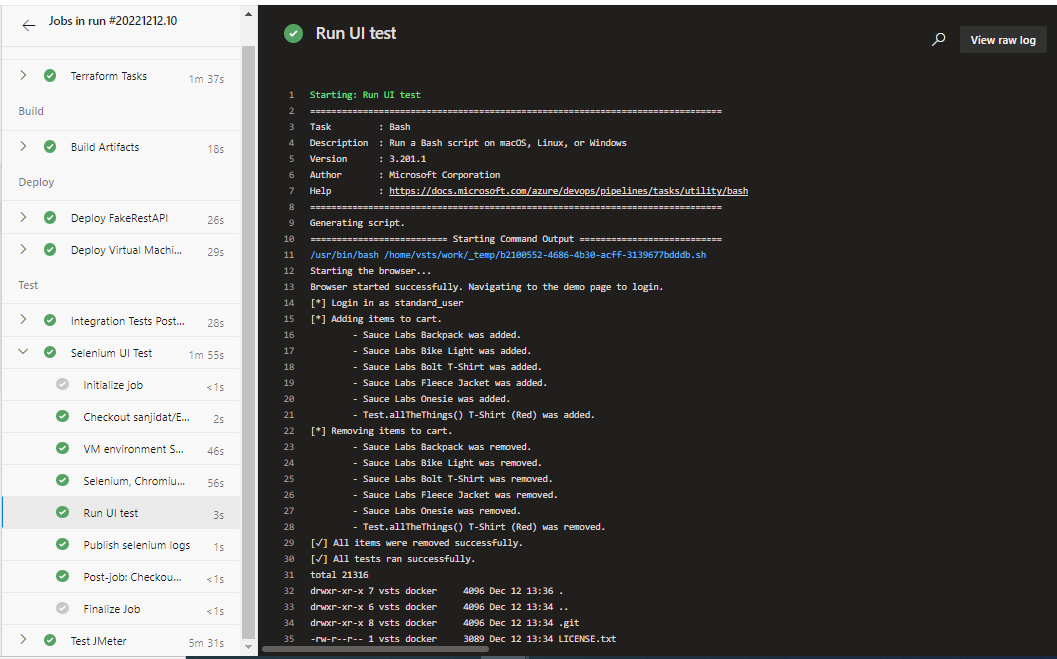 Jobs in run #20221212.10
Terraform Tasks 1m 37s
Build
Build Artifacts 18s
Deploy
Deploy FakeRestAPI 26s
Deploy Virtual Machi... 29s
Test
Integration Tests Post... 28s
Selenium UI Test 1m 55s
Initialize job <1s
Checkout sanjidat/E... 2s
VM environment S... 46s
Selenium, Chromiu... 56s
Run UI test 3s
Publish selenium logs 1s
Post-job: Checkou... <1s
Finalize Job <1s
Test JMeter 5m 31s
Run UI test
View raw log
1 Starting: Run UI test
2 ==============================================================================
3 Task         : Bash
4 Description  : Run a Bash script on macOS, Linux, or Windows
5 Version      : 3.201.1
6 Author       : Microsoft Corporation
7 Help         : https://docs.microsoft.com/azure/devops/pipelines/tasks/utility/bash
8 ==============================================================================
9 Generating script.
10 ========================== Starting Command Output ===========================
11 /usr/bin/bash /home/vsts/work/_temp/b2100552-4686-4b30-acff-3139677bdddb.sh
12 Starting the browser...
13 Browser started successfully. Navigating to the demo page to login.
14 [*] Login in as standard_user
15 [*] Adding items to cart.
16 - Sauce Labs Backpack was added.
17 - Sauce Labs Bike Light was added.
18 - Sauce Labs Bolt T-Shirt was added.
19 - Sauce Labs Fleece Jacket was added.
20 - Sauce Labs Onesie was added.
21 - Test.allTheThings() T-Shirt (Red) was added.
22 [*] Removing items to cart.
23 - Sauce Labs Backpack was removed.
24 - Sauce Labs Bike Light was removed.
25 - Sauce Labs Bolt T-Shirt was removed.
26 - Sauce Labs Fleece Jacket was removed.
27 - Sauce Labs Onesie was removed.
28 - Test.allTheThings() T-Shirt (Red) was removed.
29 [✓] All items were removed successfully.
30 [✓] All tests ran successfully.
31 total 21316
32 drwxr-xr-x 7 vsts docker     4096 Dec 12 13:36 .
33 drwxr-xr-x 6 vsts docker     4096 Dec 12 13:34 ..
34 drwxr-xr-x 8 vsts docker     4096 Dec 12 13:34 .git
35 -rw-r--r-- 1 vsts docker     3089 Dec 12 13:34 LICENSE.txt